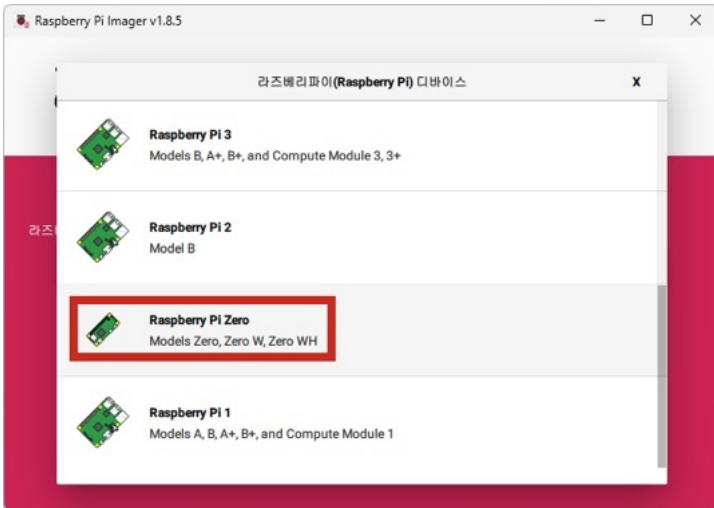 Raspberry Pi Imager v1.8.5
라즈베리파이(Raspberry Pi) 디바이스 X
Raspberry Pi 3
Models B, A+, B+, and Compute Module 3, 3+
라즈
Raspberry Pi 2
Model B
Raspberry Pi Zero
Models Zero, Zero W, Zero WH
Raspberry Pi 1
Models A, B, A+, B+, and Compute Module 1